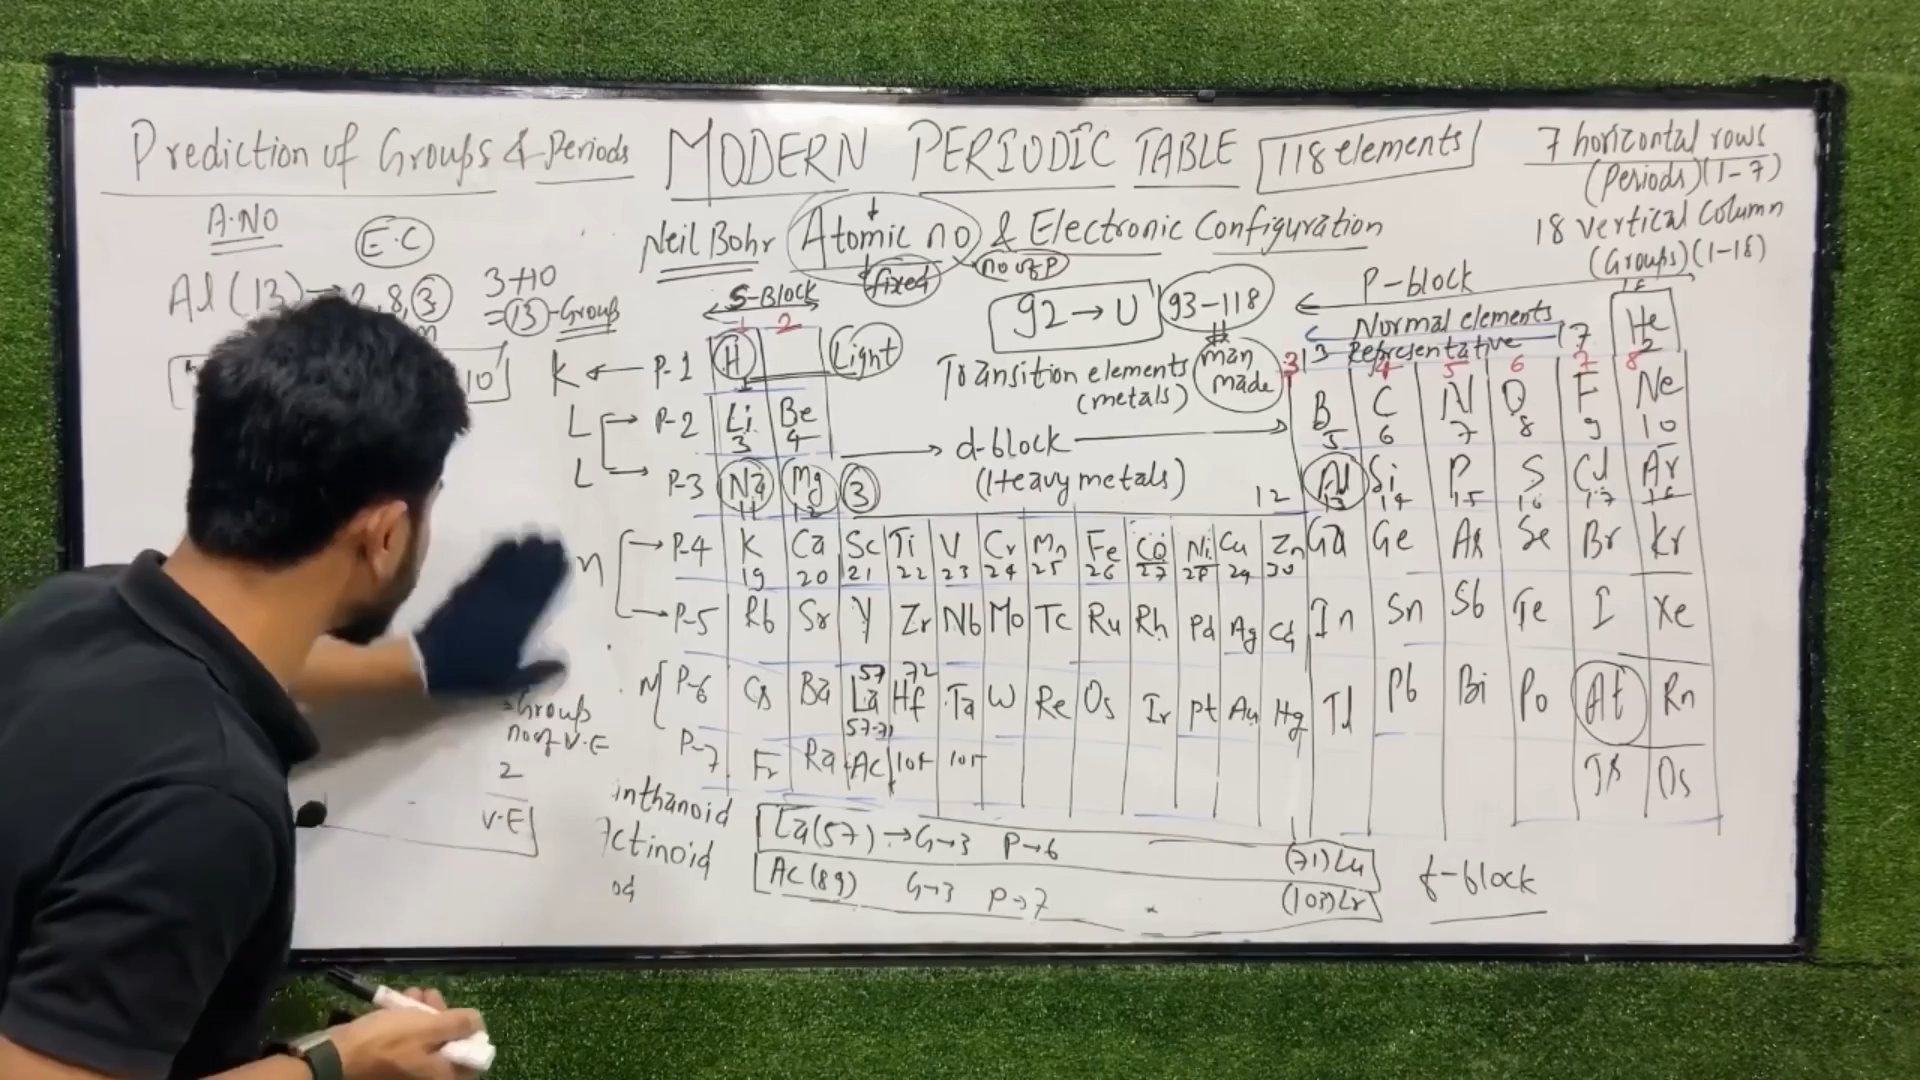 Prediction of Groups & Periods
MODERN PERIODIC TABLE
118 elements
7 horizontal rows
(Periods)(1-7)
18 vertical Column
(Groups)(1-18)
A.NO
E.C
Neil Bohr Atomic no & Electronic Configuration
fixed
no of P
Al (13) → 2,8,3
3+10
=13-Group
10
S-Block
1 2
92→U
93-118
man
made
P-block
Normal elements
Representative
13
17
18
3 4 5 6 7 8
Light
Transition elements
(metals)
d-block
(Heavy metals)
3
12
K ← P-1 H He
1 2
L P-2 Li Be B C N O F Ne
3 4 5 6 7 8 9 10
L P-3 Na Mg Al Si P S Cl Ar
11 12 13 14 15 16 17 18
n P-4 K Ca Sc Ti V Cr Mn Fe Co Ni Cu Zn Ga Ge As Se Br Kr
19 20 21 22 23 24 25 26 27 28 29 30
P-5 Rb Sr Y Zr Nb Mo Tc Ru Rh Pd Ag Cd In Sn Sb Te I Xe
57 72
N P-6 Cs Ba La Hf Ta W Re Os Ir Pt Au Hg Tl Pb Bi Po At Rn
57-71
P-7 Fr Ra Ac 104 105 Ts Os
=Group
no of V.E
2
V.E
inthanoid
Actinoid
La(57) → G→3 P→6 (71)Lu
Ac(89) G→3 P→7 (103)Lr
f-block